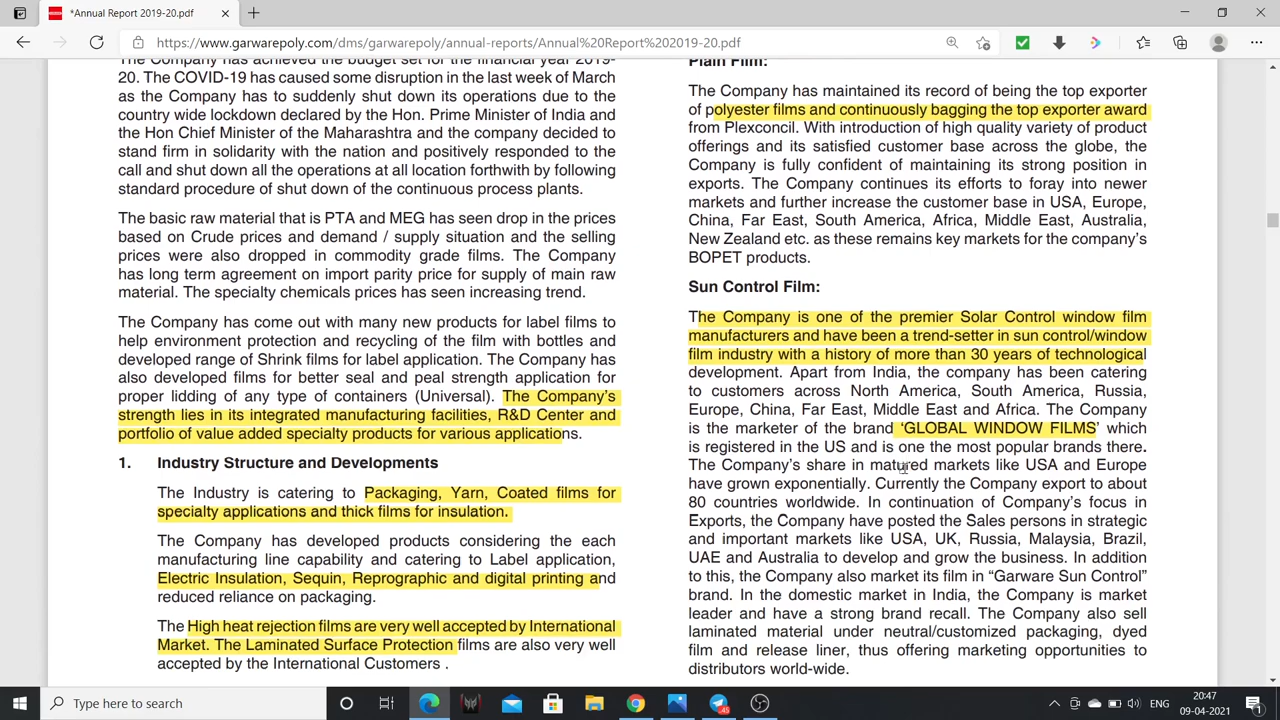 *Annual Report 2019-20.pdf
https://www.garwarepoly.com/dms/garwarepoly/annual-reports/Annual%20Report%202019-20.pdf
The Company has achieved the budget set for the financial year 2019-
20. The COVID-19 has caused some disruption in the last week of March
as the Company has to suddenly shut down its operations due to the
country wide lockdown declared by the Hon. Prime Minister of India and
the Hon Chief Minister of the Maharashtra and the company decided to
stand firm in solidarity with the nation and positively responded to the
call and shut down all the operations at all location forthwith by following
standard procedure of shut down of the continuous process plants.
The basic raw material that is PTA and MEG has seen drop in the prices
based on Crude prices and demand / supply situation and the selling
prices were also dropped in commodity grade films. The Company
has long term agreement on import parity price for supply of main raw
material. The specialty chemicals prices has seen increasing trend.
The Company has come out with many new products for label films to
help environment protection and recycling of the film with bottles and
developed range of Shrink films for label application. The Company has
also developed films for better seal and peal strength application for
proper lidding of any type of containers (Universal). The Company's
strength lies in its integrated manufacturing facilities, R&D Center and
portfolio of value added specialty products for various applications.
1. Industry Structure and Developments
The Industry is catering to Packaging, Yarn, Coated films for
specialty applications and thick films for insulation.
The Company has developed products considering the each
manufacturing line capability and catering to Label application,
Electric Insulation, Sequin, Reprographic and digital printing and
reduced reliance on packaging.
The High heat rejection films are very well accepted by International
Market. The Laminated Surface Protection films are also very well
accepted by the International Customers .
Plain Film:
The Company has maintained its record of being the top exporter
of polyester films and continuously bagging the top exporter award
from Plexconcil. With introduction of high quality variety of product
offerings and its satisfied customer base across the globe, the
Company is fully confident of maintaining its strong position in
exports. The Company continues its efforts to foray into newer
markets and further increase the customer base in USA, Europe,
China, Far East, South America, Africa, Middle East, Australia,
New Zealand etc. as these remains key markets for the company's
BOPET products.
Sun Control Film:
The Company is one of the premier Solar Control window film
manufacturers and have been a trend-setter in sun control/window
film industry with a history of more than 30 years of technological
development. Apart from India, the company has been catering
to customers across North America, South America, Russia,
Europe, China, Far East, Middle East and Africa. The Company
is the marketer of the brand 'GLOBAL WINDOW FILMS' which
is registered in the US and is one the most popular brands there.
The Company's share in matured markets like USA and Europe
have grown exponentially. Currently the Company export to about
80 countries worldwide. In continuation of Company's focus in
Exports, the Company have posted the Sales persons in strategic
and important markets like USA, UK, Russia, Malaysia, Brazil,
UAE and Australia to develop and grow the business. In addition
to this, the Company also market its film in “Garware Sun Control”
brand. In the domestic market in India, the Company is market
leader and have a strong brand recall. The Company also sell
laminated material under neutral/customized packaging, dyed
film and release liner, thus offering marketing opportunities to
distributors world-wide.
Type here to search
45
ENG
20:47
09-04-2021
1